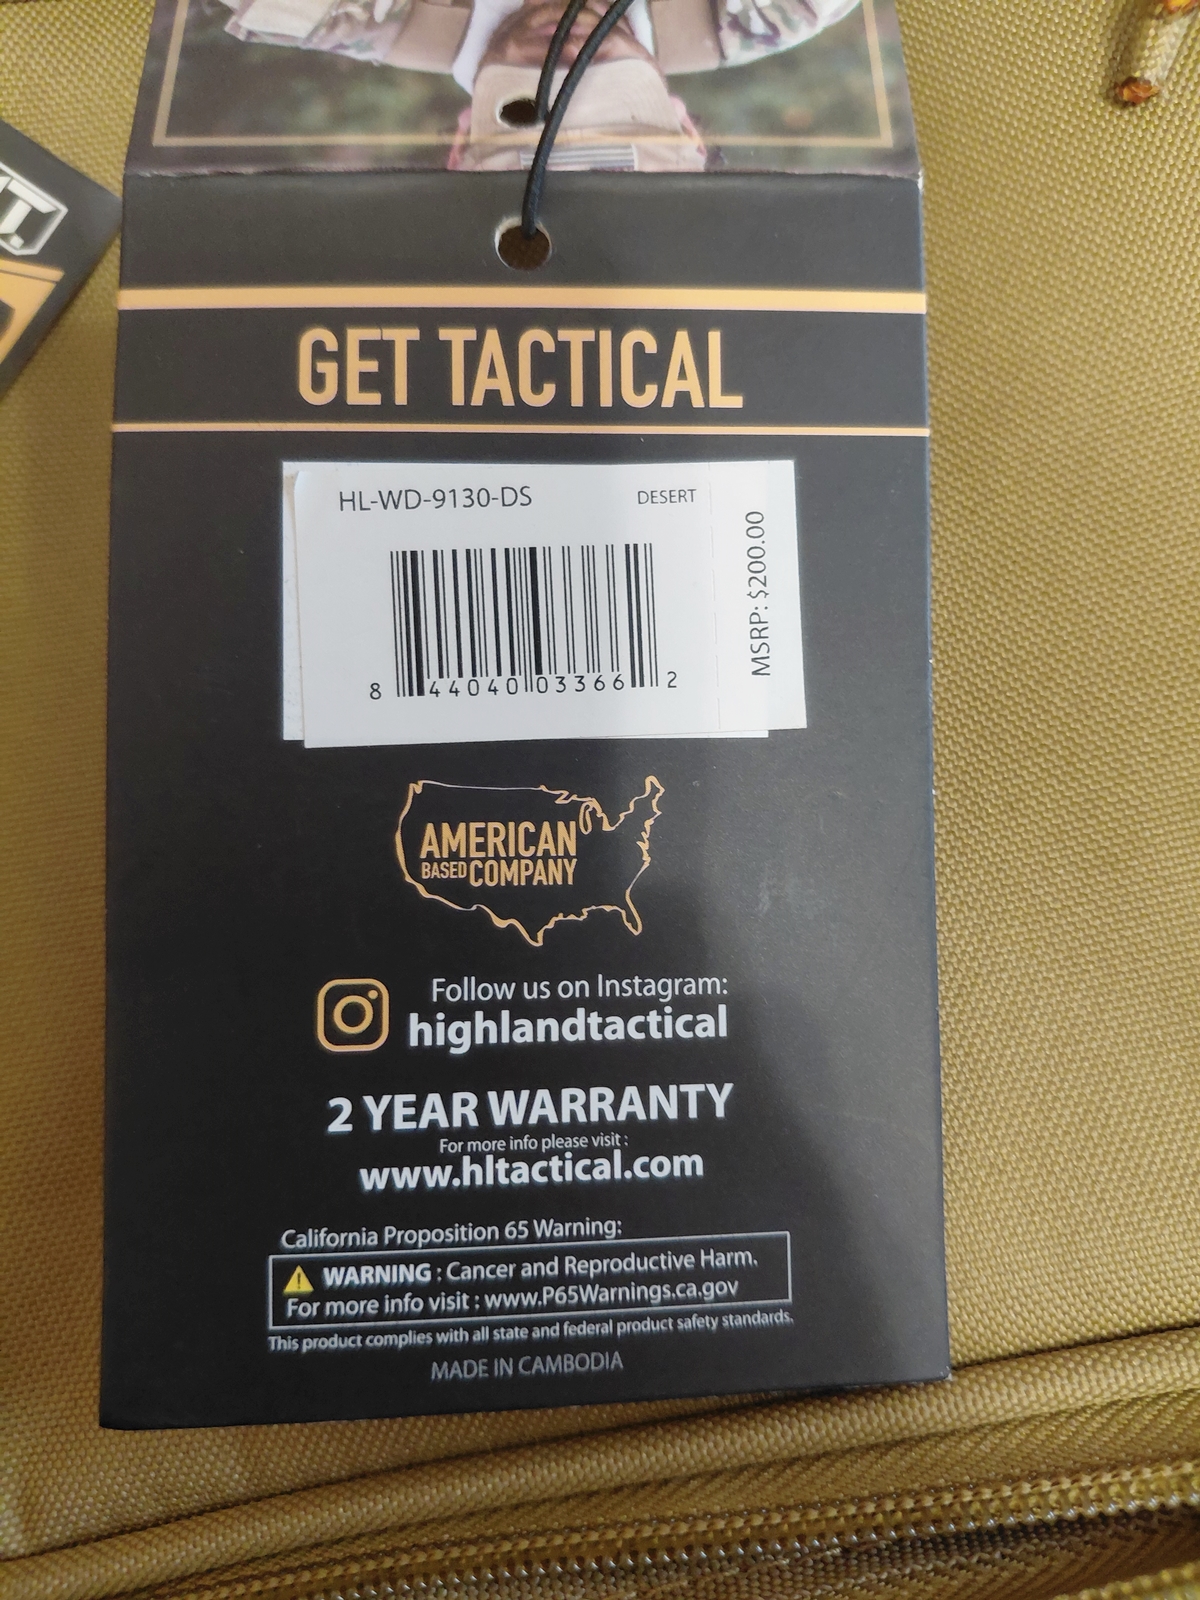 T.
GET TACTICAL
HL-WD-9130-DS
DESERT
MSRP: $200.00
8 44040 03366 2
AMERICAN
BASED COMPANY
Follow us on Instagram:
highlandtactical
2 YEAR WARRANTY
For more info please visit :
www.hltactical.com
California Proposition 65 Warning:
WARNING : Cancer and Reproductive Harm.
For more info visit : www.P65Warnings.ca.gov
This product complies with all state and federal product safety standards.
MADE IN CAMBODIA